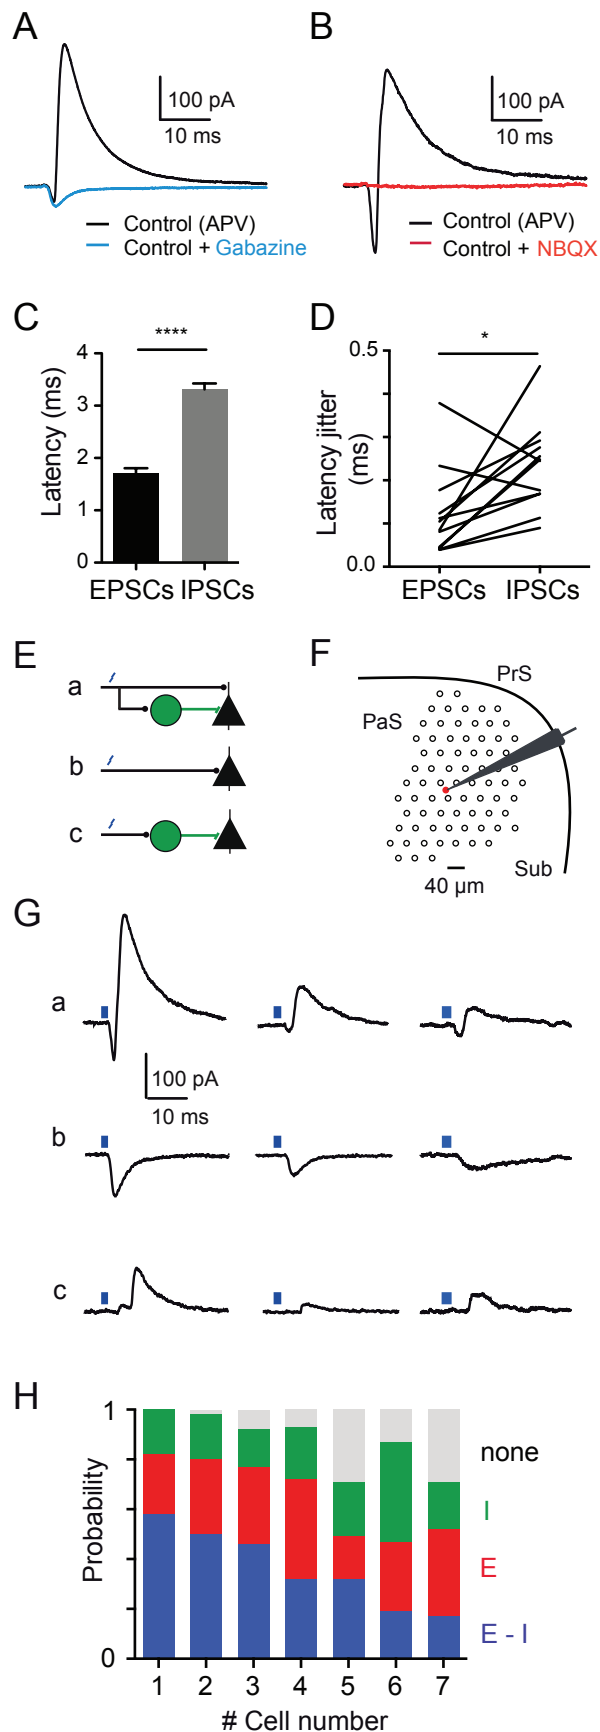 A
B
100 pA
10 ms
100 pA
10 ms
Control (APV)
Control + Gabazine
Control (APV)
Control + NBQX
C
D
****
*
4
3
2
1
0
Latency (ms)
EPSCs IPSCs
0.5
0.0
Latency jitter
(ms)
EPSCs IPSCs
E
F
a
b
c
PrS
PaS
Sub
40 µm
G
a
100 pA
10 ms
b
c
H
1
0
Probability
none
I
E
E - I
1 2 3 4 5 6 7
# Cell number